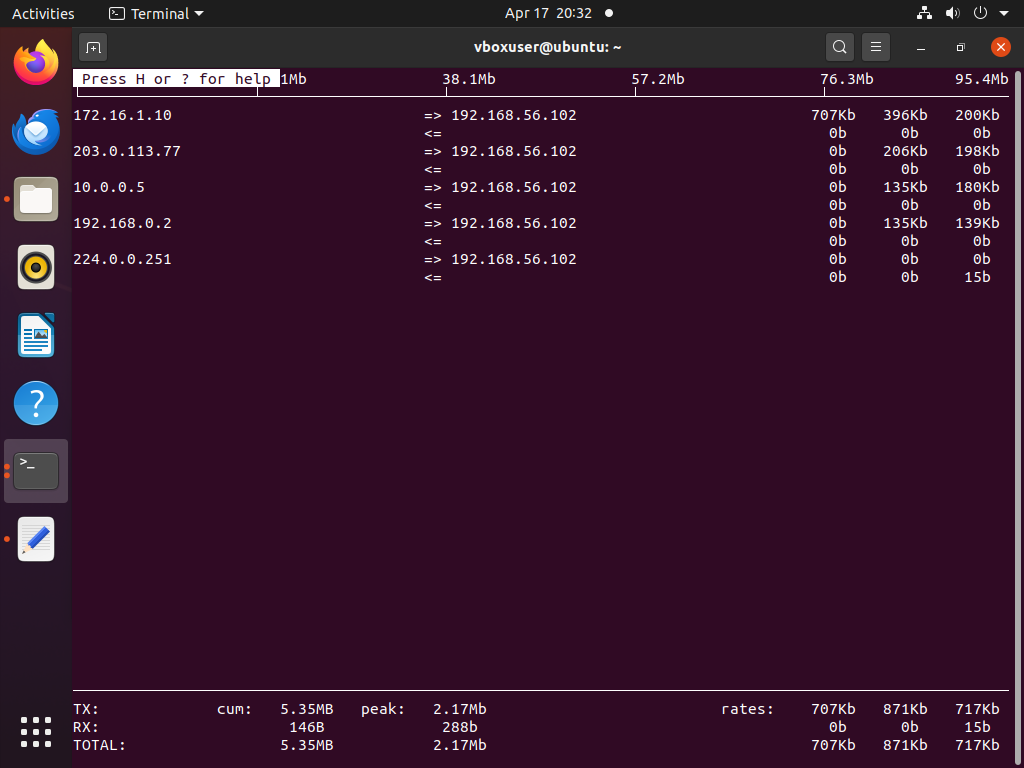 Activities Terminal Apr 17 20:32
vboxuser@ubuntu: ~
Press H or ? for help 1Mb 38.1Mb 57.2Mb 76.3Mb 95.4Mb
172.16.1.10 => 192.168.56.102 707Kb 396Kb 200Kb
<= 0b 0b 0b
203.0.113.77 => 192.168.56.102 0b 206Kb 198Kb
<= 0b 0b 0b
10.0.0.5 => 192.168.56.102 0b 135Kb 180Kb
<= 0b 0b 0b
192.168.0.2 => 192.168.56.102 0b 135Kb 139Kb
<= 0b 0b 0b
224.0.0.251 => 192.168.56.102 0b 0b 0b
<= 0b 0b 15b
TX: cum: 5.35MB peak: 2.17Mb rates: 707Kb 871Kb 717Kb
RX: 146B 288b 0b 0b 15b
TOTAL: 5.35MB 2.17Mb 707Kb 871Kb 717Kb